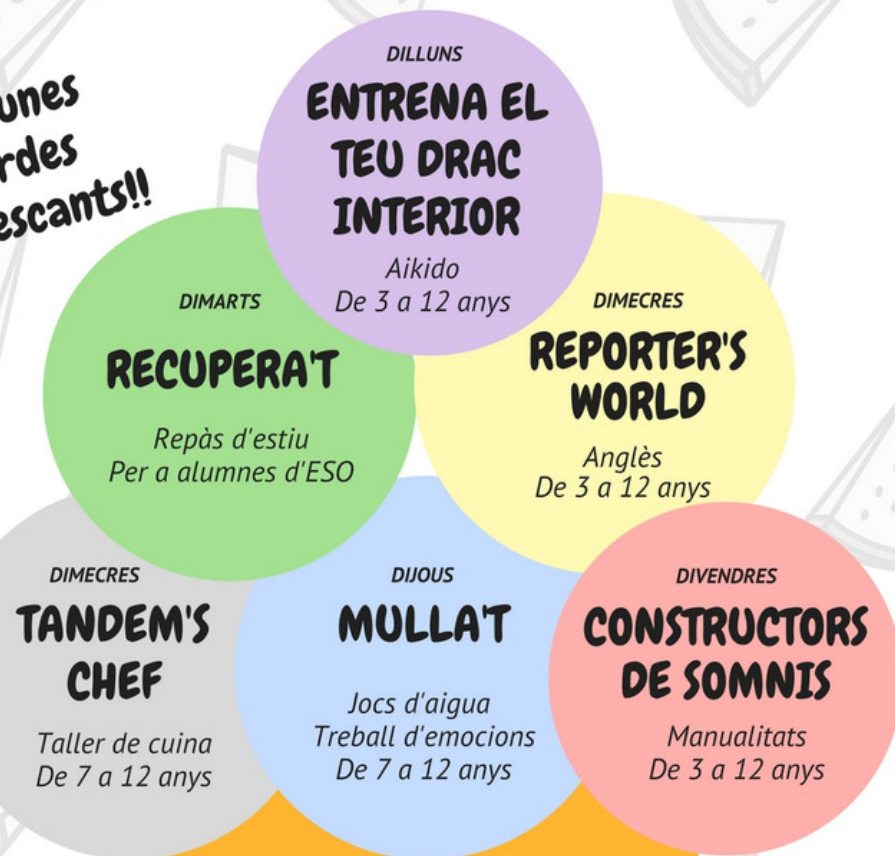 unes
rdes
escants!!
DILLUNS
ENTRENA EL
TEU DRAC
INTERIOR
Aikido
De 3 a 12 anys
DIMARTS
RECUPERA'T
Repàs d'estiu
Per a alumnes d'ESO
DIMECRES
REPORTER'S
WORLD
Anglès
De 3 a 12 anys
DIMECRES
TANDEM'S
CHEF
Taller de cuina
De 7 a 12 anys
DIJOUS
MULLA'T
Jocs d'aigua
Treball d'emocions
De 7 a 12 anys
DIVENDRES
CONSTRUCTORS
DE SOMNIS
Manualitats
De 3 a 12 anys